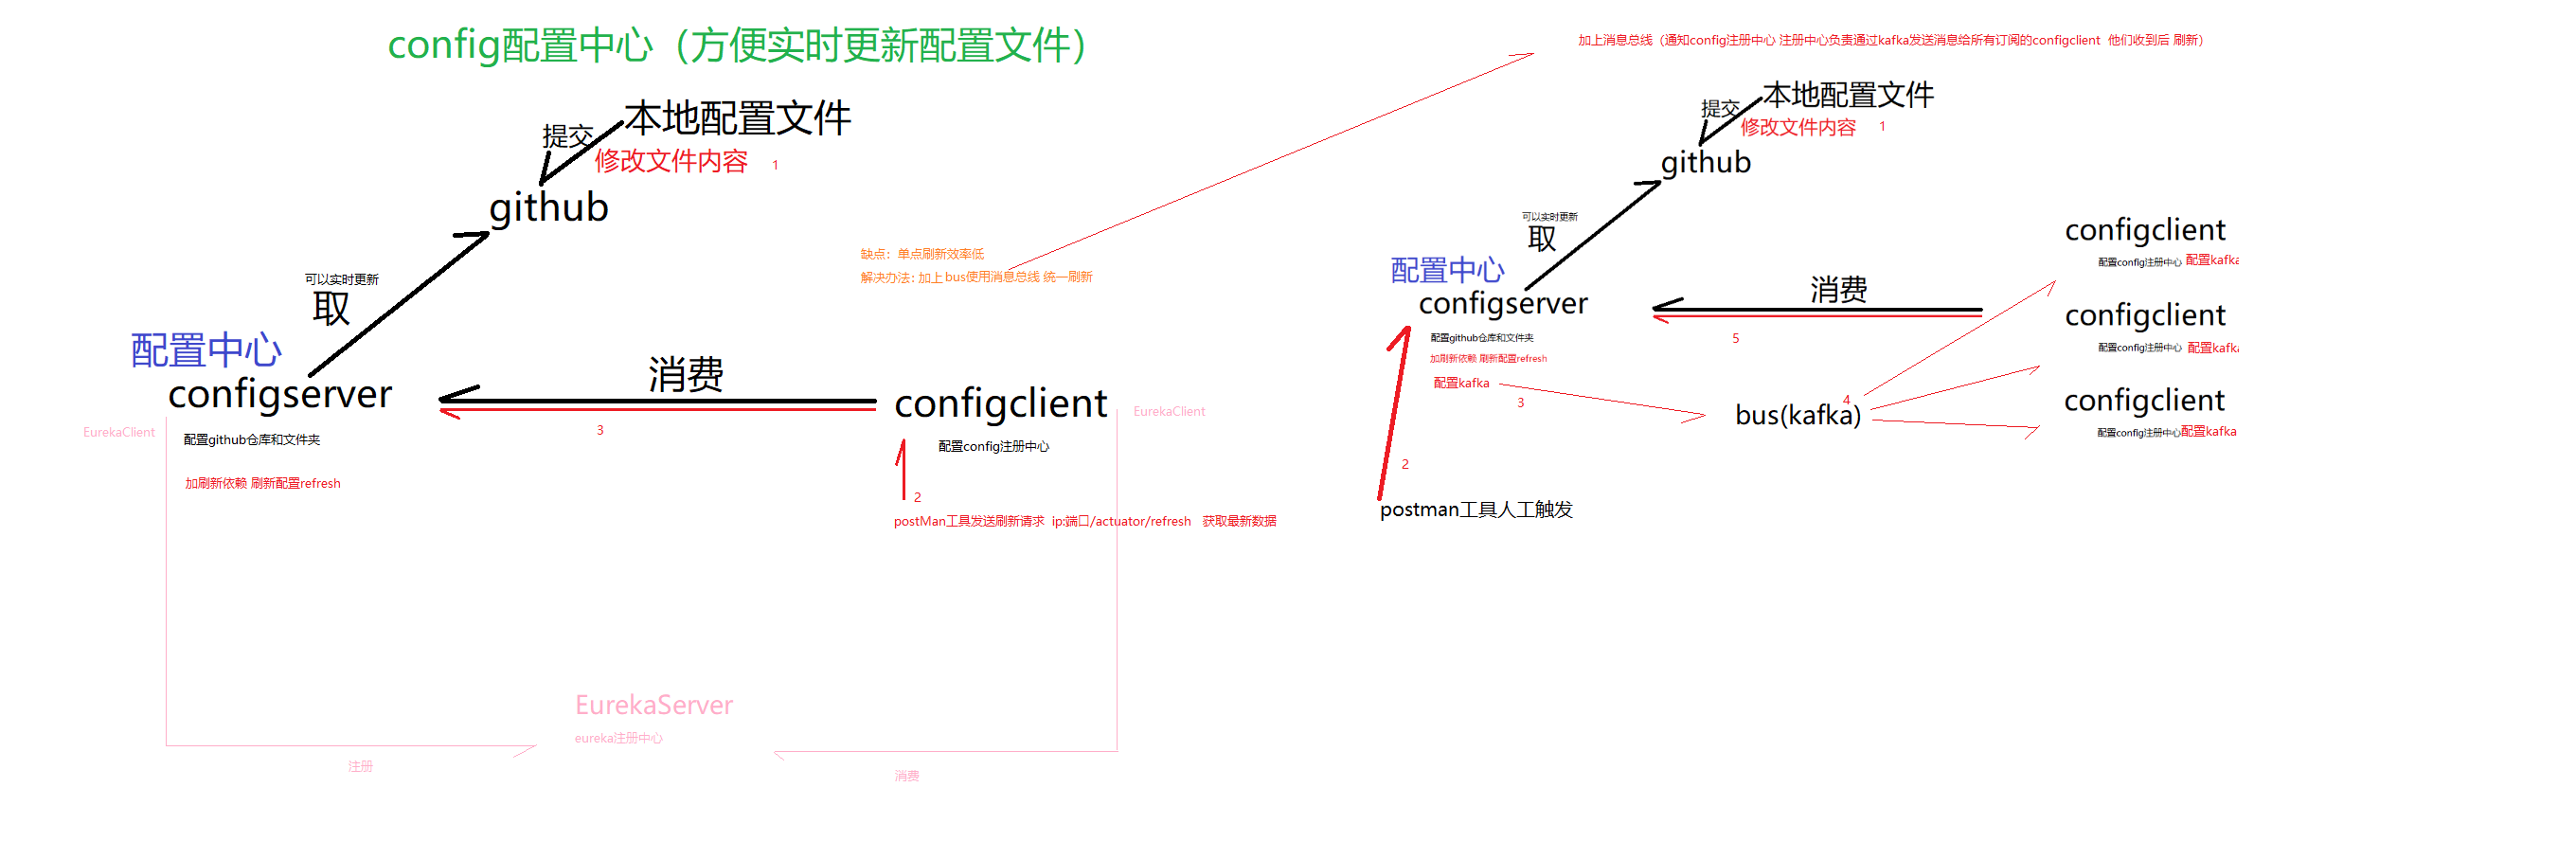 config配置中心（方便实时更新配置文件）
本地配置文件
提交
修改文件内容 1
github
可以实时更新
取
缺点：单点刷新效率低
解决办法: 加上 bus使用消息总线 统一刷新
配置中心
configserver
消费
configclient
EurekaClient
EurekaClient
3
配置github仓库和文件夹
配置config注册中心
加刷新依赖 刷新配置refresh
2
postMan工具发送刷新请求 ip:端口/actuator/refresh 获取最新数据
EurekaServer
eureka注册中心
注册
消费
加上消息总线（通知config注册中心 注册中心负责通过kafka发送消息给所有订阅的configclient 他们收到后 刷新）
本地配置文件
提交
修改文件内容 1
github
可以实时更新
取
配置中心
configserver
配置github仓库和文件夹
加刷新依赖 刷新配置refresh
配置kafka
消费
5
configclient
配置config注册中心 配置kafka
configclient
配置config注册中心 配置kafka
configclient
配置config注册中心配置kafka
3
4
bus(kafka)
2
postman工具人工触发